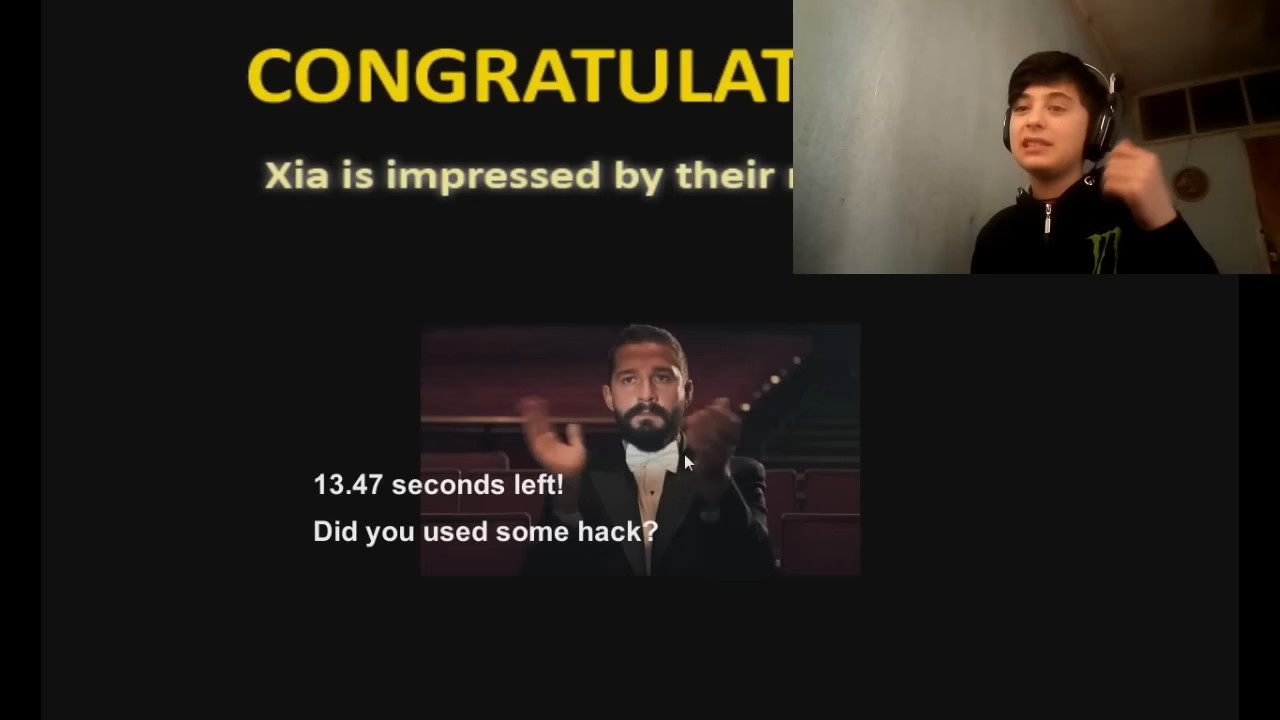 CONGRATULAT
Xia is impressed by their
13.47 seconds left!
Did you used some hack?